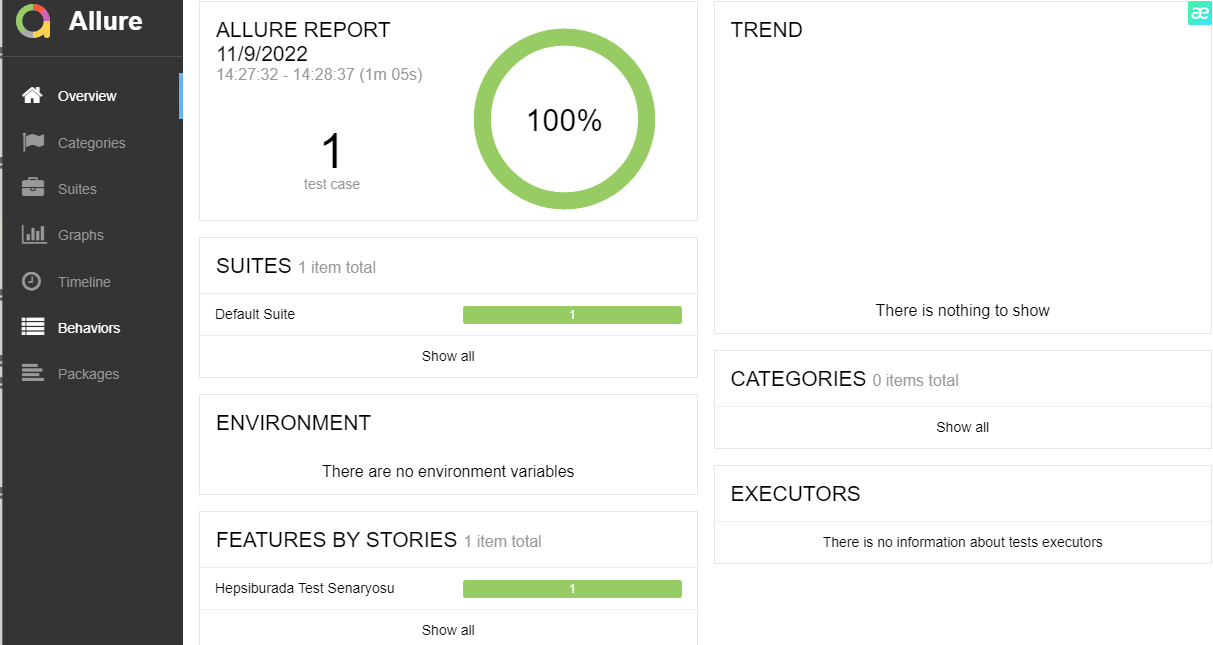 Allure
Overview
Categories
Suites
Graphs
Timeline
Behaviors
Packages
ALLURE REPORT
11/9/2022
14:27:32 - 14:28:37 (1m 05s)
1
test case
100%
SUITES 1 item total
Default Suite 1
Show all
ENVIRONMENT
There are no environment variables
FEATURES BY STORIES 1 item total
Hepsiburada Test Senaryosu 1
Show all
TREND
æ
There is nothing to show
CATEGORIES 0 items total
Show all
EXECUTORS
There is no information about tests executors